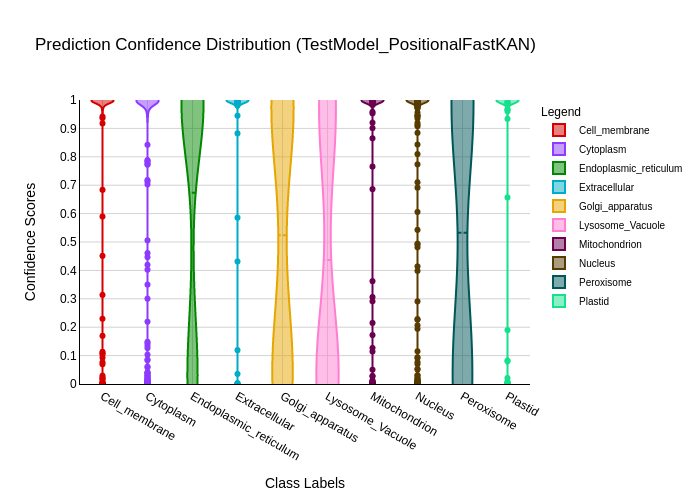 Prediction Confidence Distribution (TestModel_PositionalFastKAN)
Legend
Cell_membrane
Cytoplasm
Endoplasmic_reticulum
Extracellular
Golgi_apparatus
Lysosome_Vacuole
Mitochondrion
Nucleus
Peroxisome
Plastid
Confidence Scores
1
0.9
0.8
0.7
0.6
0.5
0.4
0.3
0.2
0.1
0
Cell_membrane
Cytoplasm
Endoplasmic_reticulum
Extracellular
Golgi_apparatus
Lysosome_Vacuole
Mitochondrion
Nucleus
Peroxisome
Plastid
Class Labels